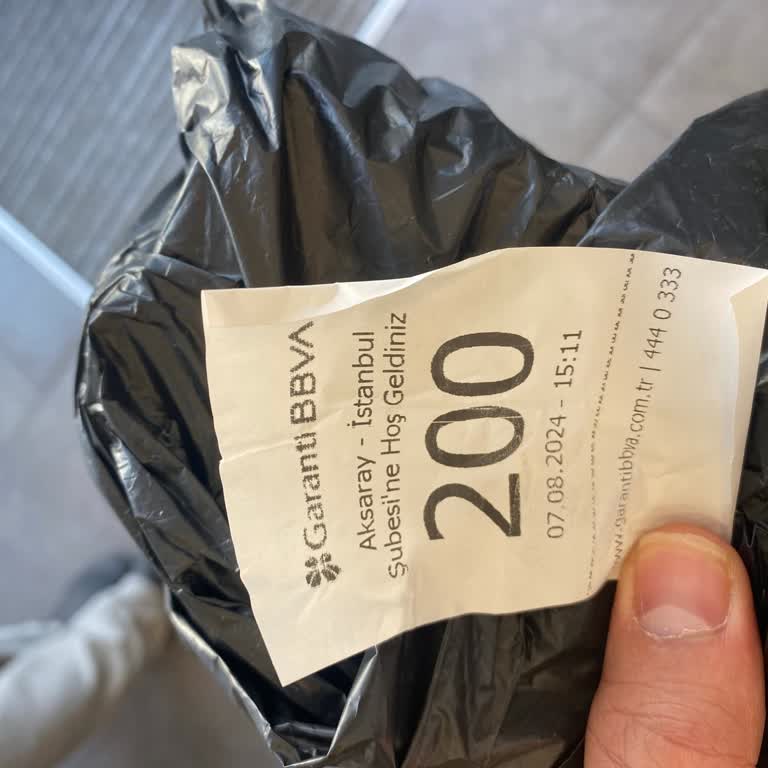 Garanti BBVA
Aksaray - İstanbul
Şubesi'ne Hoş Geldiniz
200
07.08.2024 - 15:11
www.garantibbva.com.tr | 444 0 333